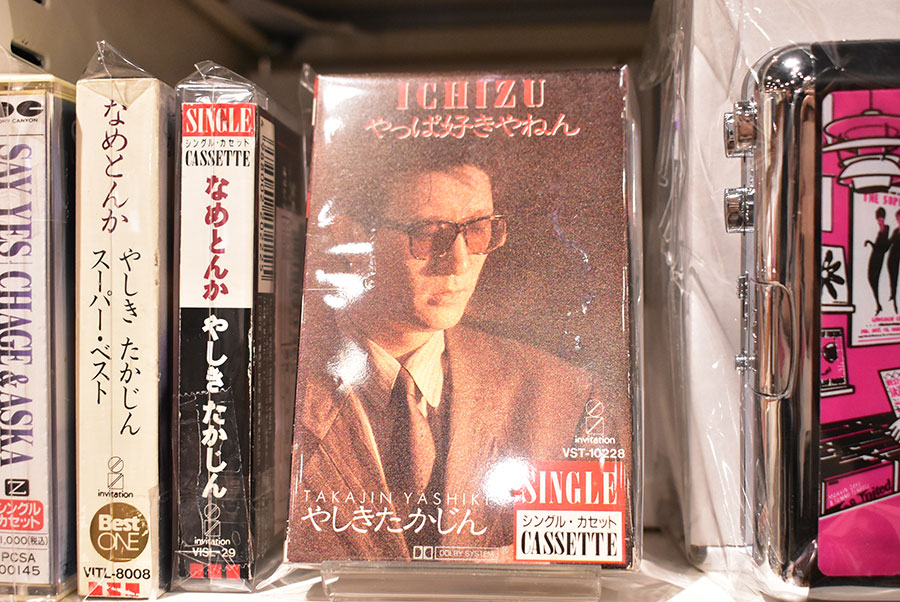 PONY CANYON
SAY YES CHAGE & ASKA
シングル
カセット
1,000(税込)
PCSA
00145
なめとんか
やしき たかじん
スーパー・ベスト
invitation
Best
ONE
VITL-8008
SINGLE
シングル・カセット
CASSETTE
なめとんか
やしきたかじん
invitation
VISL-29
ICHIZU
やっぱ好きやねん
invitation
VST-10228
TAKAJIN YASHIKI
やしきたかじん
DOLBY SYSTEM
SINGLE
シングル・カセット
CASSETTE
THE SUP